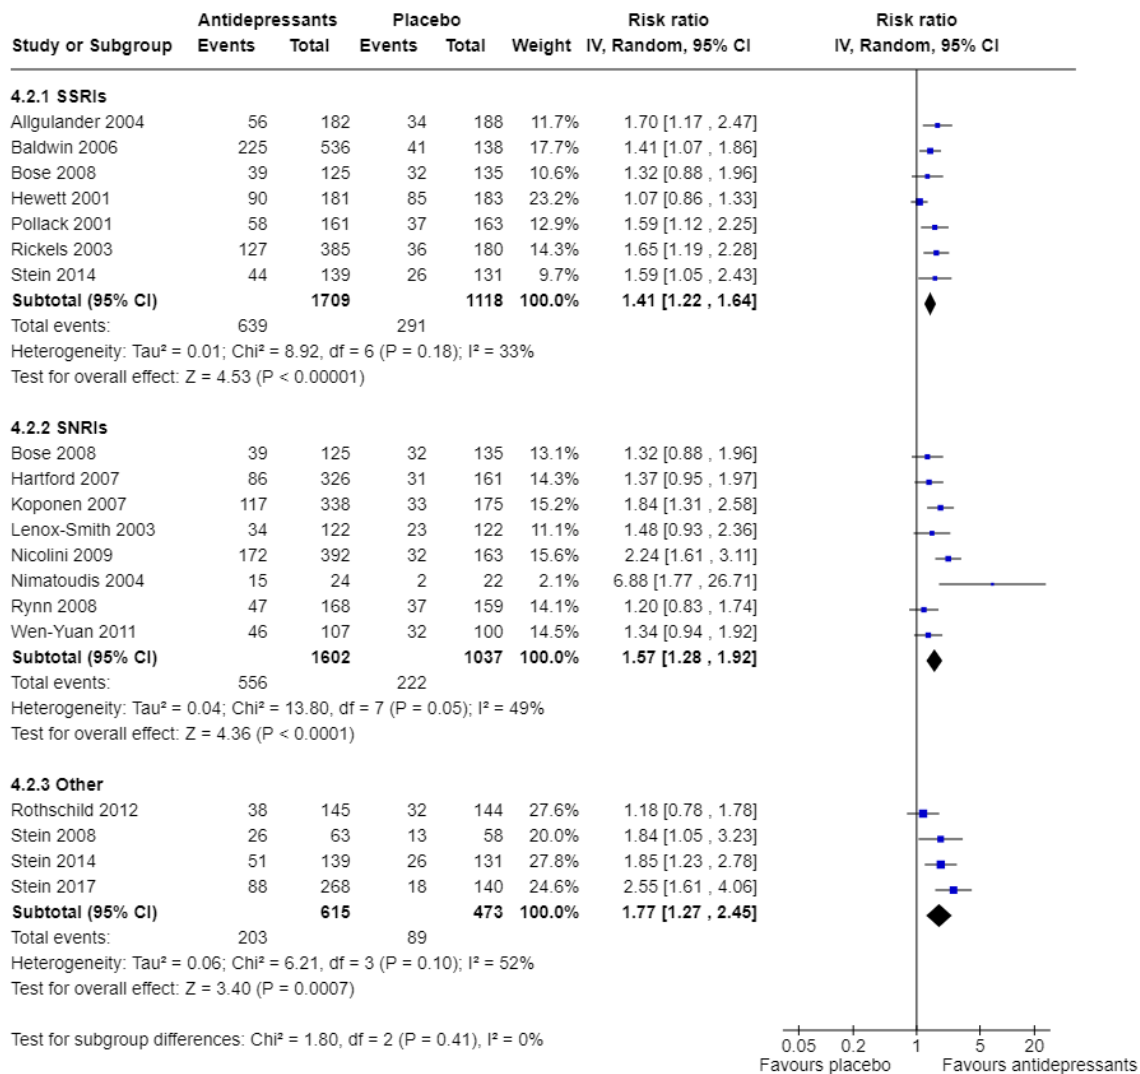 Antidepressants Placebo Risk ratio Risk ratio
Study or Subgroup Events Total Events Total Weight IV, Random, 95% CI IV, Random, 95% CI
4.2.1 SSRIs
Allgulander 2004 56 182 34 188 11.7% 1.70 [1.17 , 2.47]
Baldwin 2006 225 536 41 138 17.7% 1.41 [1.07 , 1.86]
Bose 2008 39 125 32 135 10.6% 1.32 [0.88 , 1.96]
Hewett 2001 90 181 85 183 23.2% 1.07 [0.86 , 1.33]
Pollack 2001 58 161 37 163 12.9% 1.59 [1.12 , 2.25]
Rickels 2003 127 385 36 180 14.3% 1.65 [1.19 , 2.28]
Stein 2014 44 139 26 131 9.7% 1.59 [1.05 , 2.43]
Subtotal (95% CI) 1709 1118 100.0% 1.41 [1.22 , 1.64]
Total events: 639 291
Heterogeneity: Tau² = 0.01; Chi² = 8.92, df = 6 (P = 0.18); I² = 33%
Test for overall effect: Z = 4.53 (P < 0.00001)
4.2.2 SNRIs
Bose 2008 39 125 32 135 13.1% 1.32 [0.88 , 1.96]
Hartford 2007 86 326 31 161 14.3% 1.37 [0.95 , 1.97]
Koponen 2007 117 338 33 175 15.2% 1.84 [1.31 , 2.58]
Lenox-Smith 2003 34 122 23 122 11.1% 1.48 [0.93 , 2.36]
Nicolini 2009 172 392 32 163 15.6% 2.24 [1.61 , 3.11]
Nimatoudis 2004 15 24 2 22 2.1% 6.88 [1.77 , 26.71]
Rynn 2008 47 168 37 159 14.1% 1.20 [0.83 , 1.74]
Wen-Yuan 2011 46 107 32 100 14.5% 1.34 [0.94 , 1.92]
Subtotal (95% CI) 1602 1037 100.0% 1.57 [1.28 , 1.92]
Total events: 556 222
Heterogeneity: Tau² = 0.04; Chi² = 13.80, df = 7 (P = 0.05); I² = 49%
Test for overall effect: Z = 4.36 (P < 0.0001)
4.2.3 Other
Rothschild 2012 38 145 32 144 27.6% 1.18 [0.78 , 1.78]
Stein 2008 26 63 13 58 20.0% 1.84 [1.05 , 3.23]
Stein 2014 51 139 26 131 27.8% 1.85 [1.23 , 2.78]
Stein 2017 88 268 18 140 24.6% 2.55 [1.61 , 4.06]
Subtotal (95% CI) 615 473 100.0% 1.77 [1.27 , 2.45]
Total events: 203 89
Heterogeneity: Tau² = 0.06; Chi² = 6.21, df = 3 (P = 0.10); I² = 52%
Test for overall effect: Z = 3.40 (P = 0.0007)
Test for subgroup differences: Chi² = 1.80, df = 2 (P = 0.41), I² = 0%
0.05 0.2 1 5 20
Favours placebo Favours antidepressants